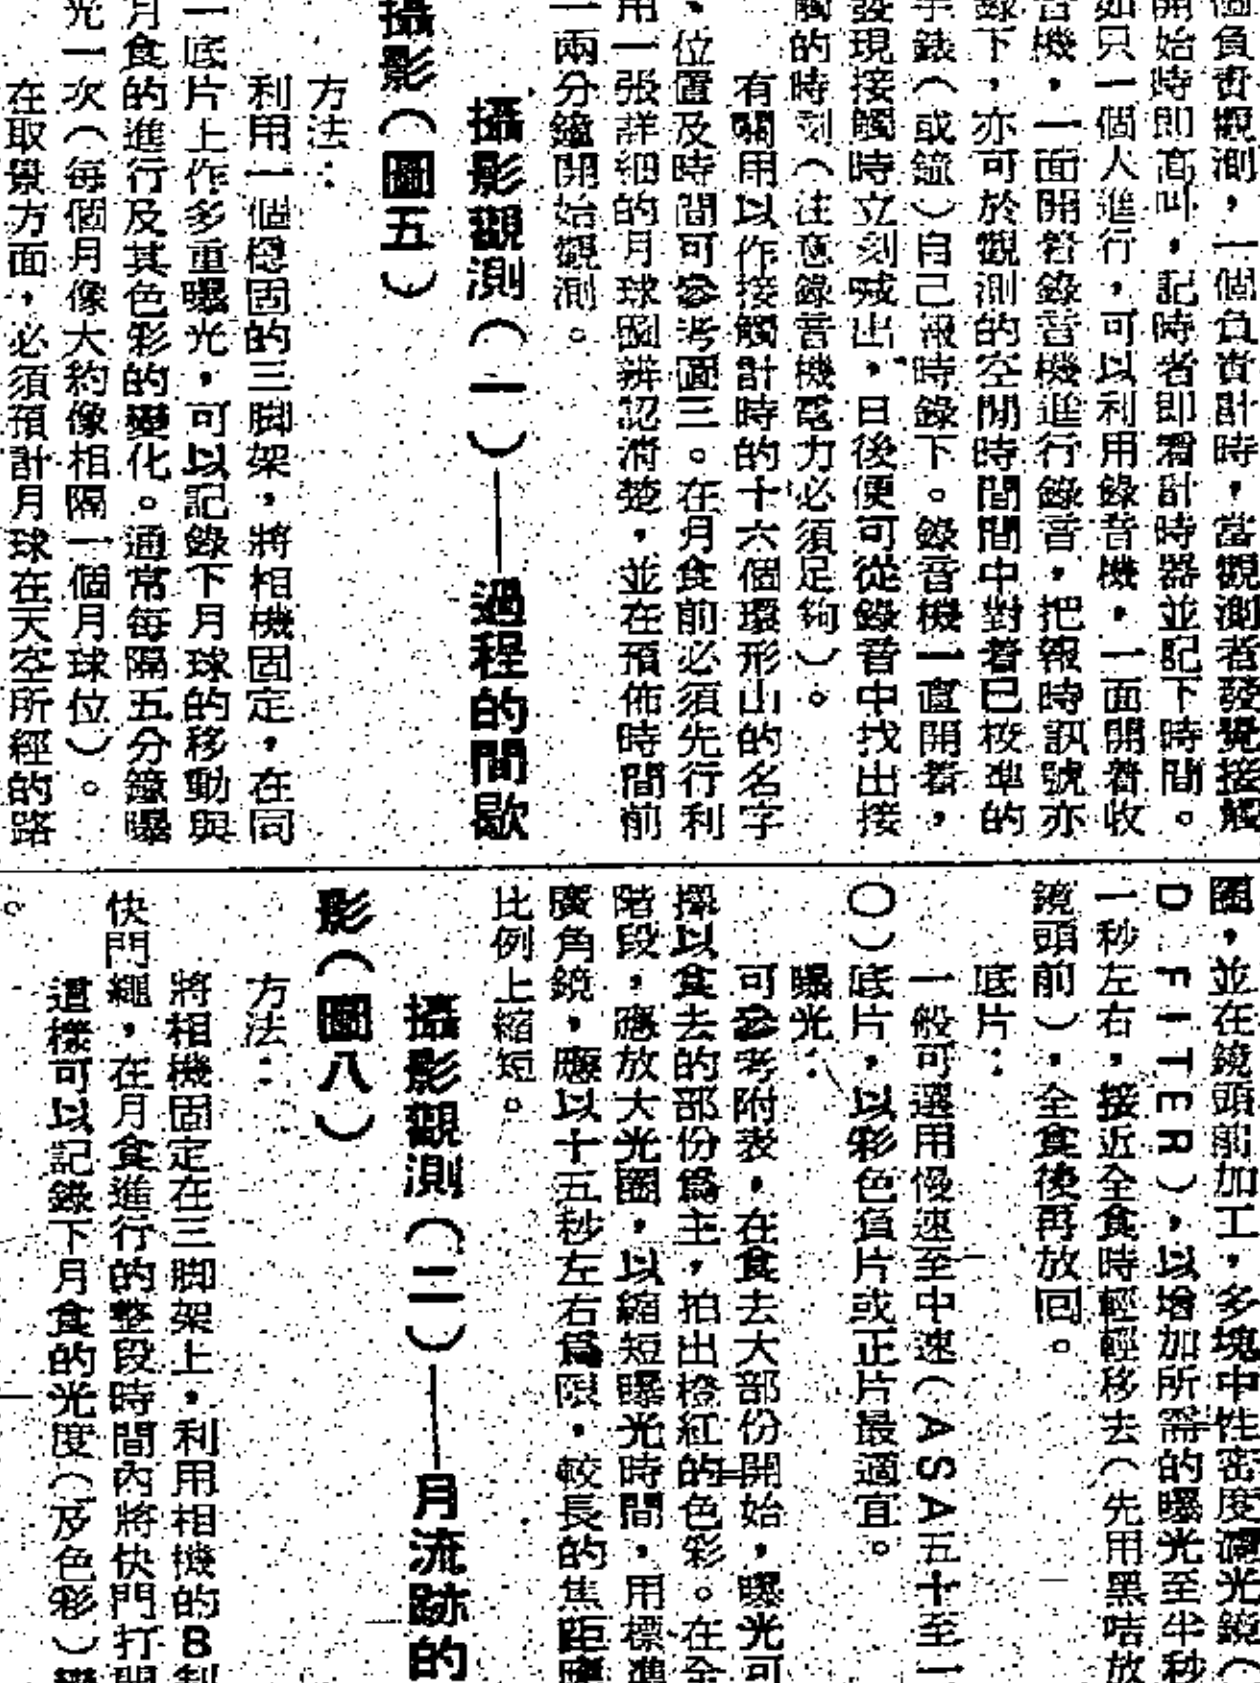 個負責觀測，一個負責計時，當觀測者發覺接觸
開始時即高叫，記時者即看計時器並記下時間。
如只一個人進行，可以利用錄音機，一面開着收
音機，一面開着錄音機進行錄音，把報時訊號亦
錄下，亦可於觀測的空閒時間間中對着已校準的
手錶（或鐘）自己報時錄下。錄音機一直開着，
發現接觸時立刻喊出，日後便可從錄音中找出接
觸的時刻（注意錄音機電力必須足夠）。
有關用以作接觸計時的十六個環形山的名字
、位置及時間可參考圖三。在月食前必須先行利
用一張詳細的月球圖辨認清楚，並在預佈時間前
一兩分鐘開始觀測。
攝影觀測（一）——過程的間歇
攝影（圖五）
方法：
利用一個穩固的三脚架，將相機固定，在同
一底片上作多重曝光，可以記錄下月球的移動與
月食的進行及其色彩的變化。通常每隔五分鐘曝
光一次（每個月像大約像相隔一個月球位）。
在取景方面，必須預計月球在天空所經的路
圈，並在鏡頭前加工，多塊中性密度濾光鏡（
D FITER），以增加所需的曝光至半秒
一秒左右，接近全食時輕輕移去（先用黑咭放
鏡頭前），全食後再放回。
底片：
一般可選用慢速至中速（ASA五十至一
〇）底片，以彩色負片或正片最適宜。
曝光：
可參考附表，在食去大部份開始，曝光可
擇以食去的部份爲主，拍出橙紅的色彩。在全
階段，應放大光圈，以縮短曝光時間，用標準
廣角鏡，應以十五秒左右爲限，較長的焦距應
比例上縮短。
攝影觀測（二）——月流跡的
影（圖八）
方法：
將相機固定在三脚架上，利用相機的B制
快門繩，在月食進行的整段時間內將快門打開
。這樣可以記錄下月食的光度（及色彩）變